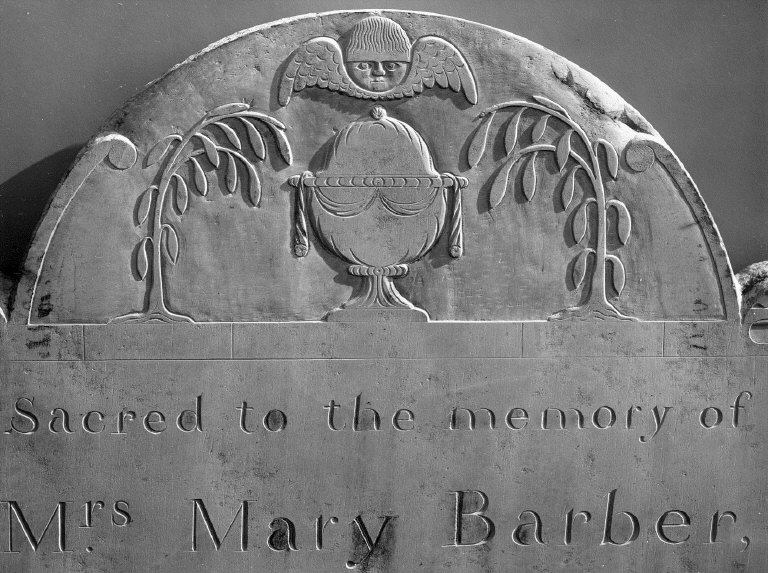 Sacred to the memory of
Mrs. Mary Barber,